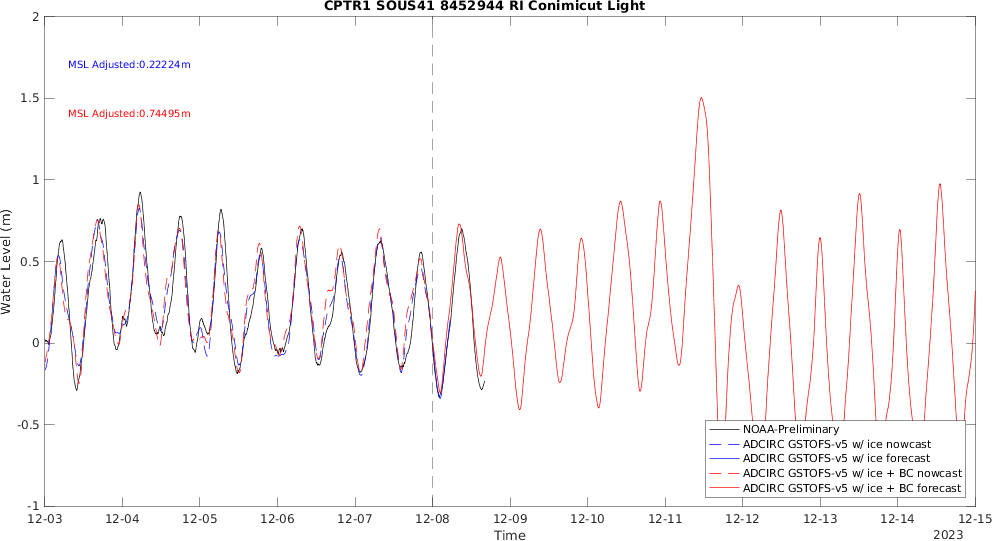 CPTR1 SOUS41 8452944 RI Conimicut Light
MSL Adjusted:0.22224m
MSL Adjusted:0.74495m
Water Level (m)
2
1.5
1
0.5
0
-0.5
-1
NOAA-Preliminary
ADCIRC GSTOFS-v5 w/ ice nowcast
ADCIRC GSTOFS-v5 w/ ice forecast
ADCIRC GSTOFS-v5 w/ ice + BC nowcast
ADCIRC GSTOFS-v5 w/ ice + BC forecast
12-03 12-04 12-05 12-06 12-07 12-08 12-09 12-10 12-11 12-12 12-13 12-14 12-15
Time
2023